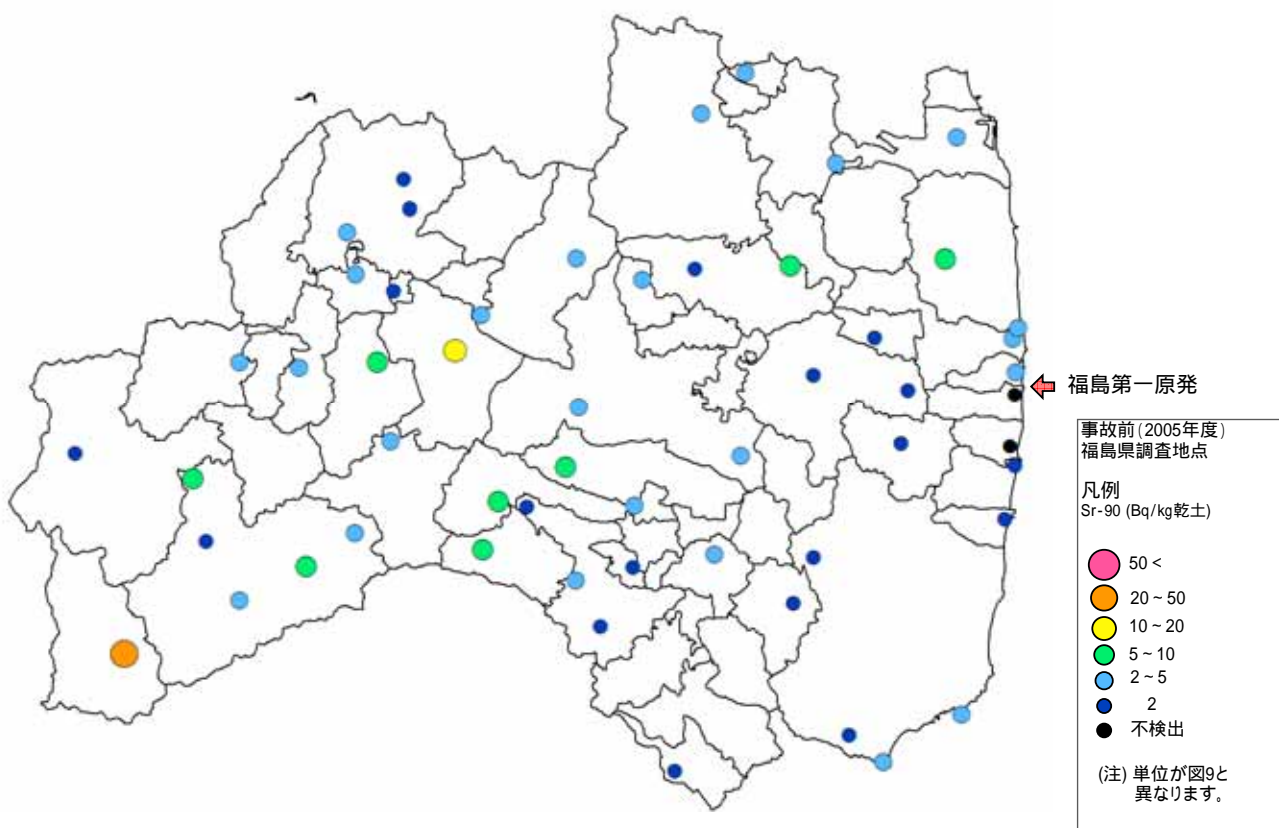 福島第一原発
事故前(2005年度)
福島県調査地点
凡例
Sr-90 (Bq/kg乾土)
50 <
20 ~ 50
10 ~ 20
5 ~ 10
2 ~ 5
2
不検出
(注) 単位が図9と
異なります。